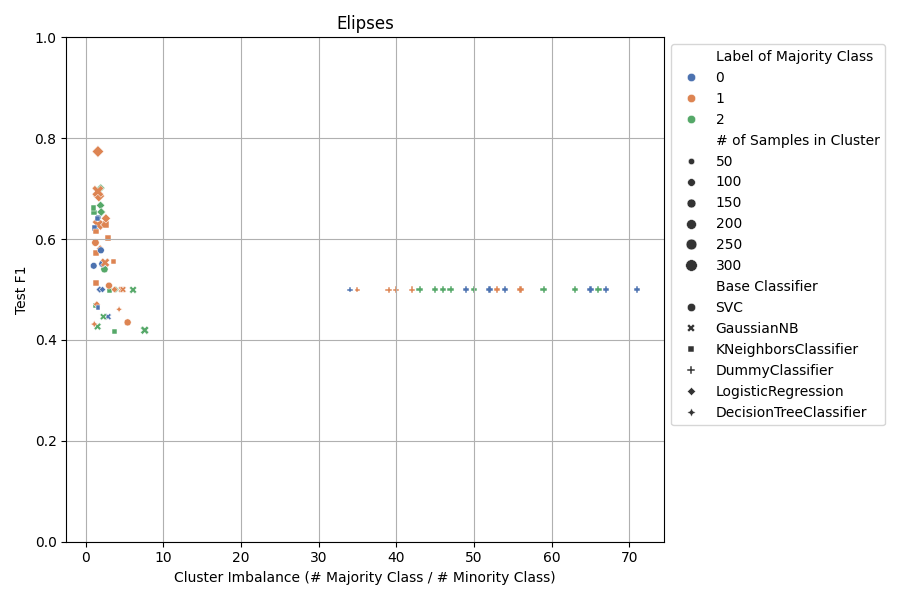 Elipses
1.0
0.8
0.6
0.4
0.2
0.0
Test F1
0 10 20 30 40 50 60 70
Cluster Imbalance (# Majority Class / # Minority Class)
Label of Majority Class
0
1
2
# of Samples in Cluster
50
100
150
200
250
300
Base Classifier
SVC
GaussianNB
KNeighborsClassifier
DummyClassifier
LogisticRegression
DecisionTreeClassifier